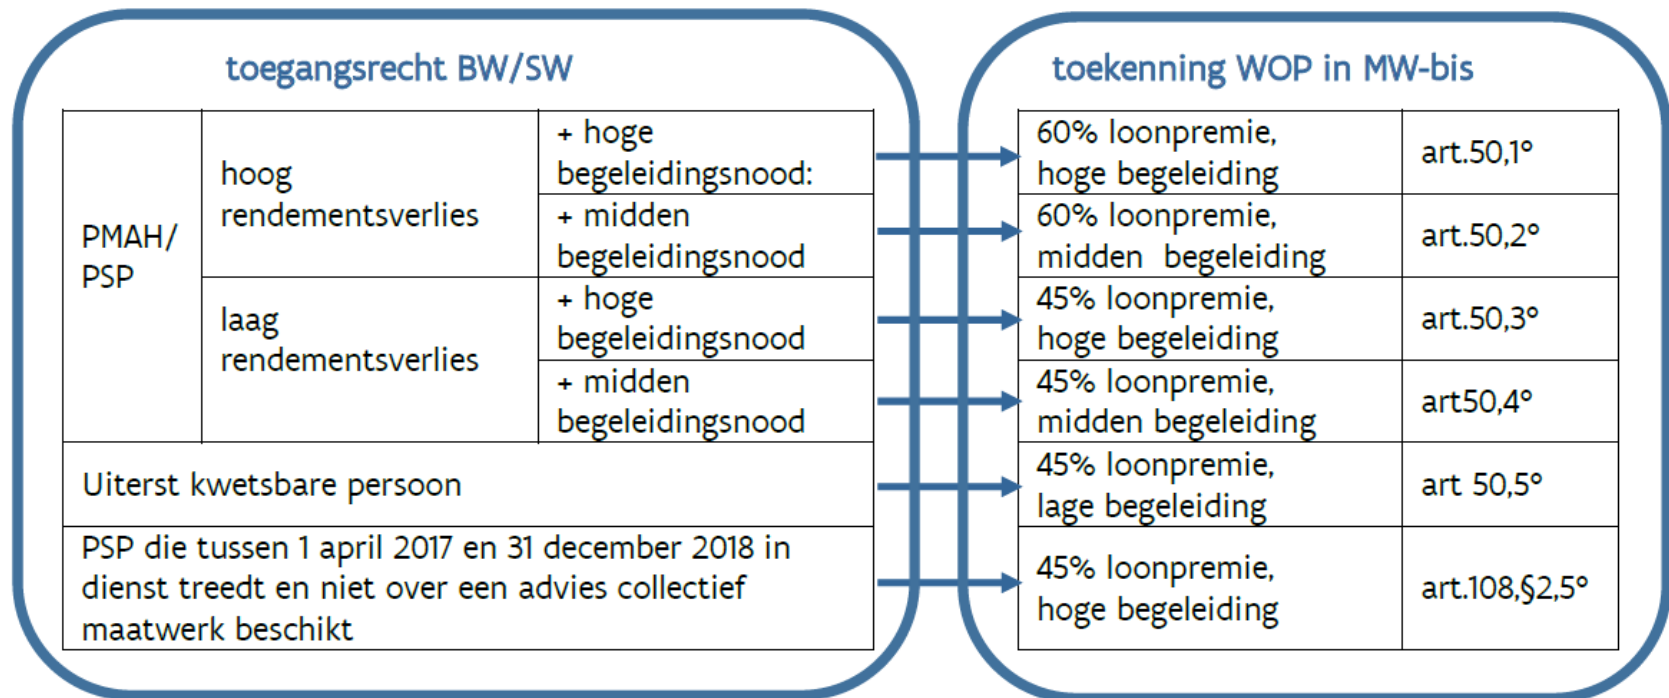 toegangsrecht BW/SW
PMAH/
PSP
hoog
rendementsverlies
+ hoge
begeleidingsnood:
+ midden
begeleidingsnood
laag
rendementsverlies
+ hoge
begeleidingsnood
+ midden
begeleidingsnood
Uiterst kwetsbare persoon
PSP die tussen 1 april 2017 en 31 december 2018 in
dienst treedt en niet over een advies collectief
maatwerk beschikt
toekenning WOP in MW-bis
60% loonpremie,
hoge begeleiding
art.50,1°
60% loonpremie,
midden begeleiding
art.50,2°
45% loonpremie,
hoge begeleiding
art.50,3°
45% loonpremie,
midden begeleiding
art50,4°
45% loonpremie,
lage begeleiding
art 50,5°
45% loonpremie,
hoge begeleiding
art.108,§2,5°